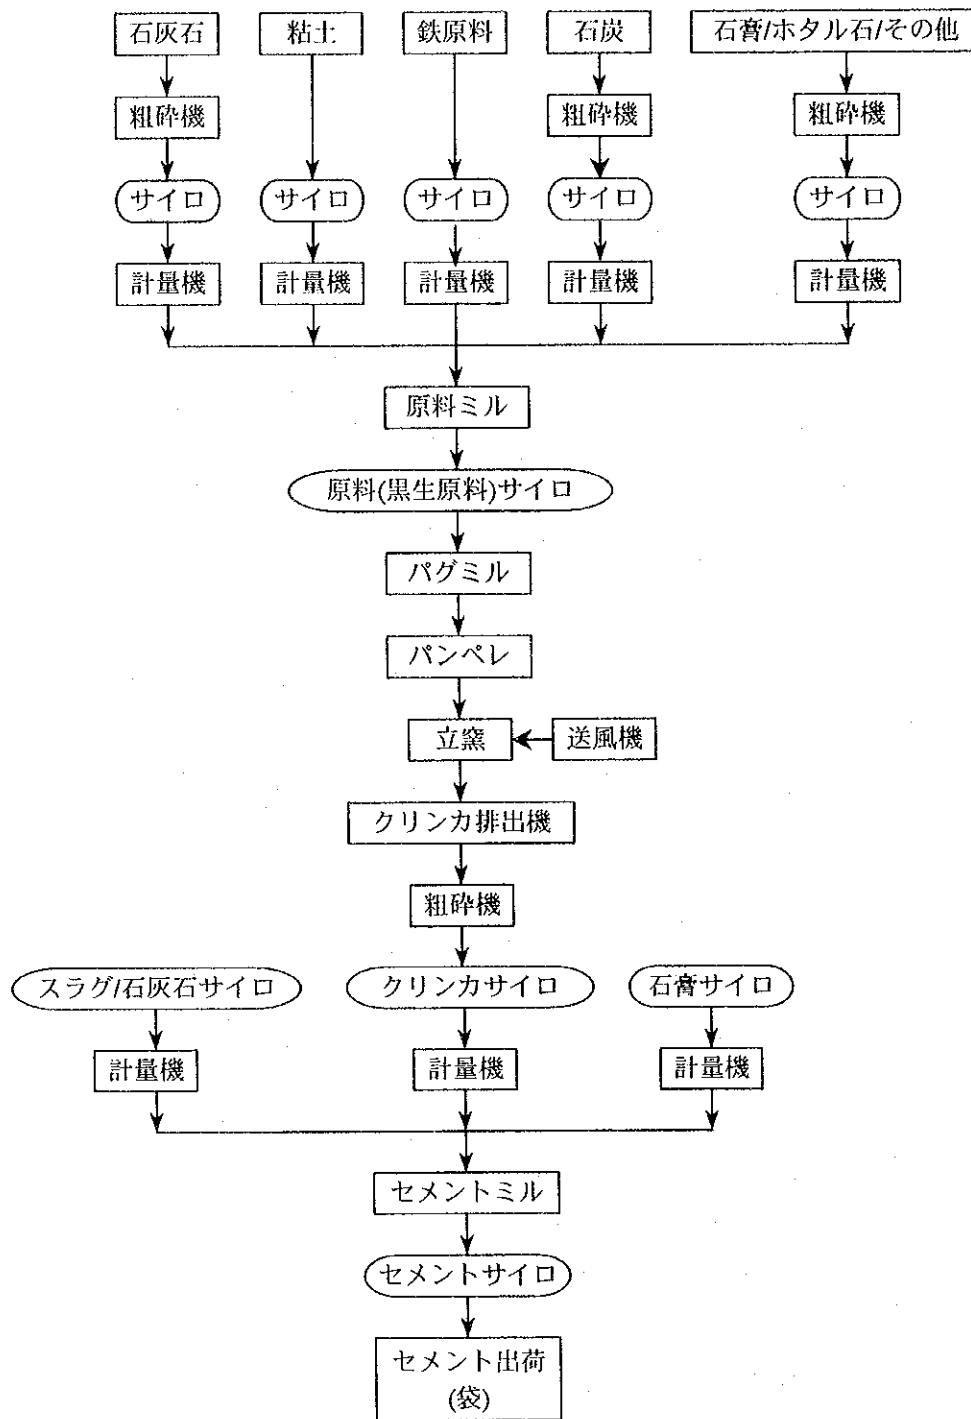 石灰石
粘土
鉄原料
石炭
石膏/ホタル石/その他
粗砕機
粗砕機
粗砕機
サイロ
サイロ
サイロ
サイロ
サイロ
計量機
計量機
計量機
計量機
計量機
原料ミル
原料(黒生原料)サイロ
パグミル
パンペレ
立窯
送風機
クリンカ排出機
粗砕機
スラグ/石灰石サイロ
クリンカサイロ
石膏サイロ
計量機
計量機
計量機
セメントミル
セメントサイロ
セメント出荷
(袋)